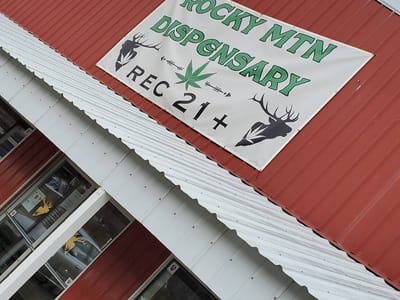 ROCKY MTN
DISPENSARY
REC 21+